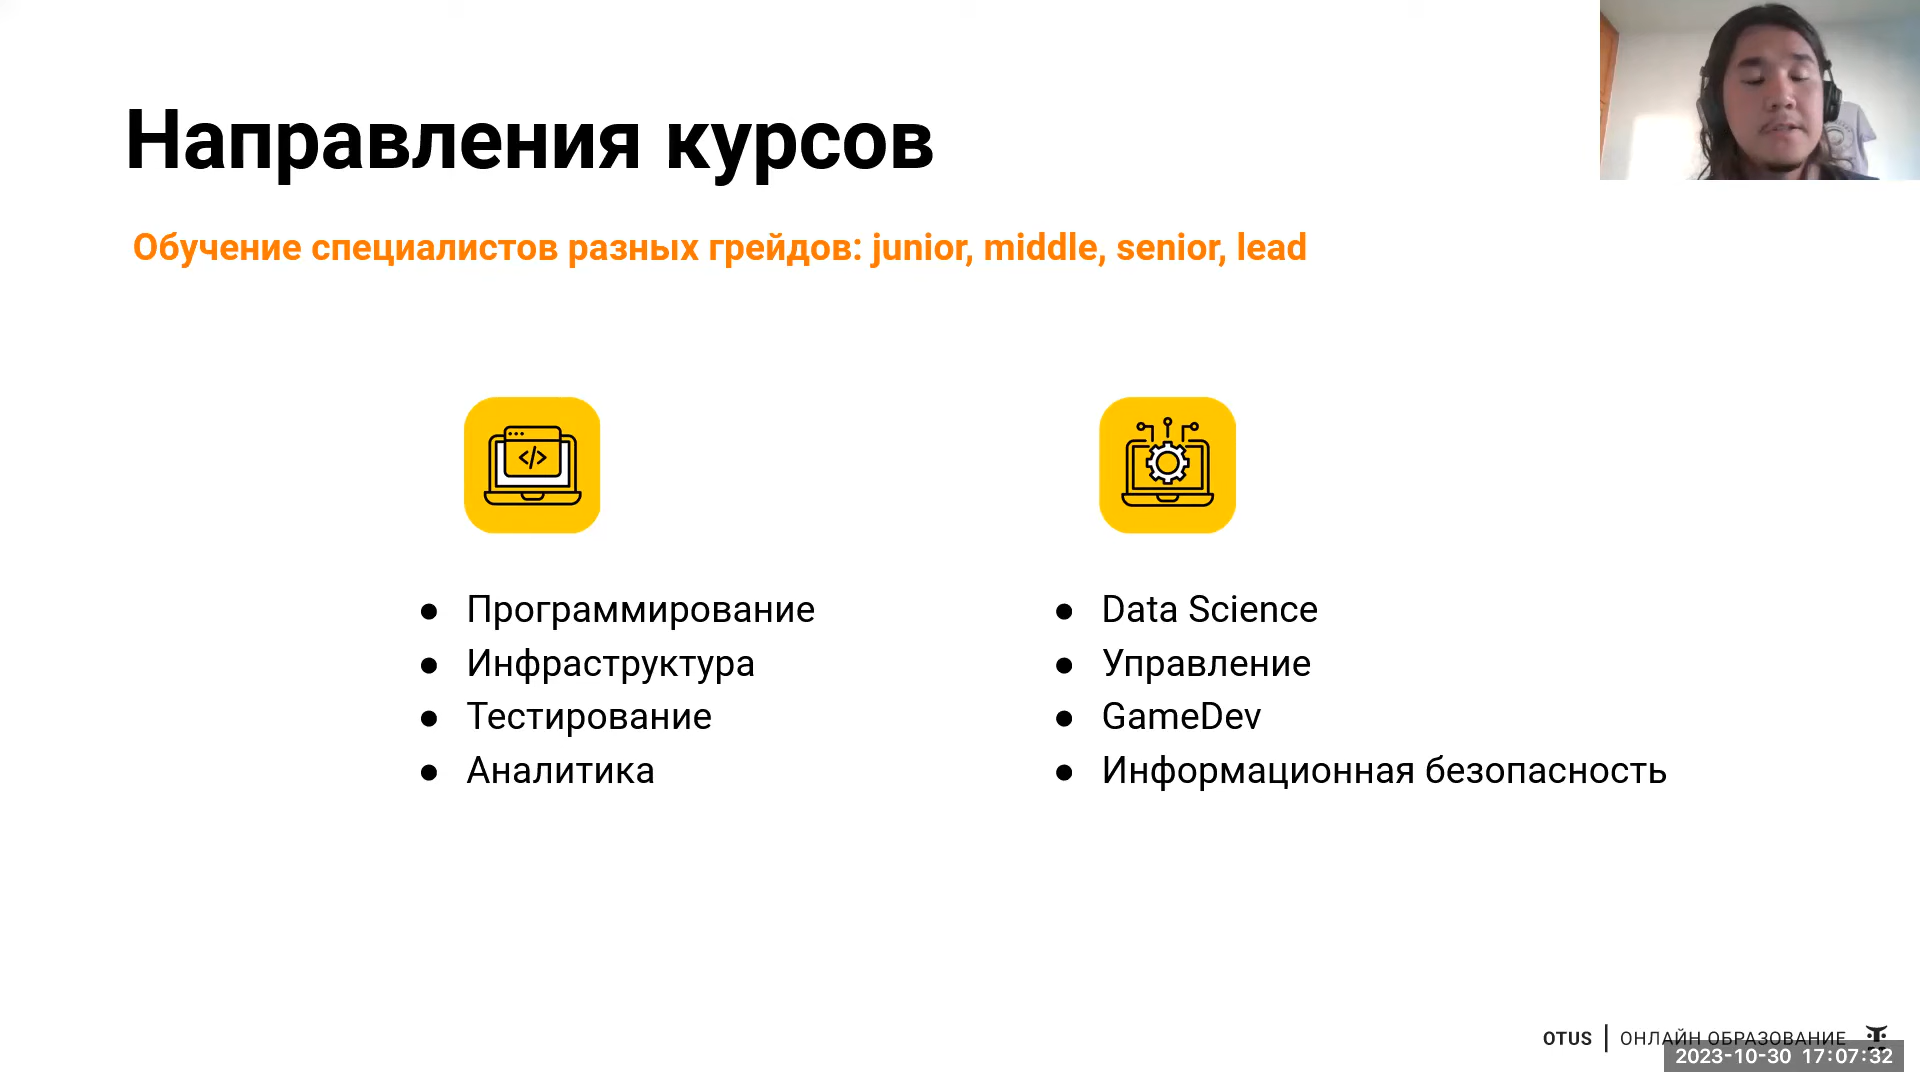 Направления курсов
Обучение специалистов разных грейдов: junior, middle, senior, lead
</>
● Программирование
● Инфраструктура
● Тестирование
● Аналитика
● Data Science
● Управление
● GameDev
● Информационная безопасность
OTUS | ОНЛАЙН ОБРАЗОВАНИЕ
2023-10-30 17:07:32